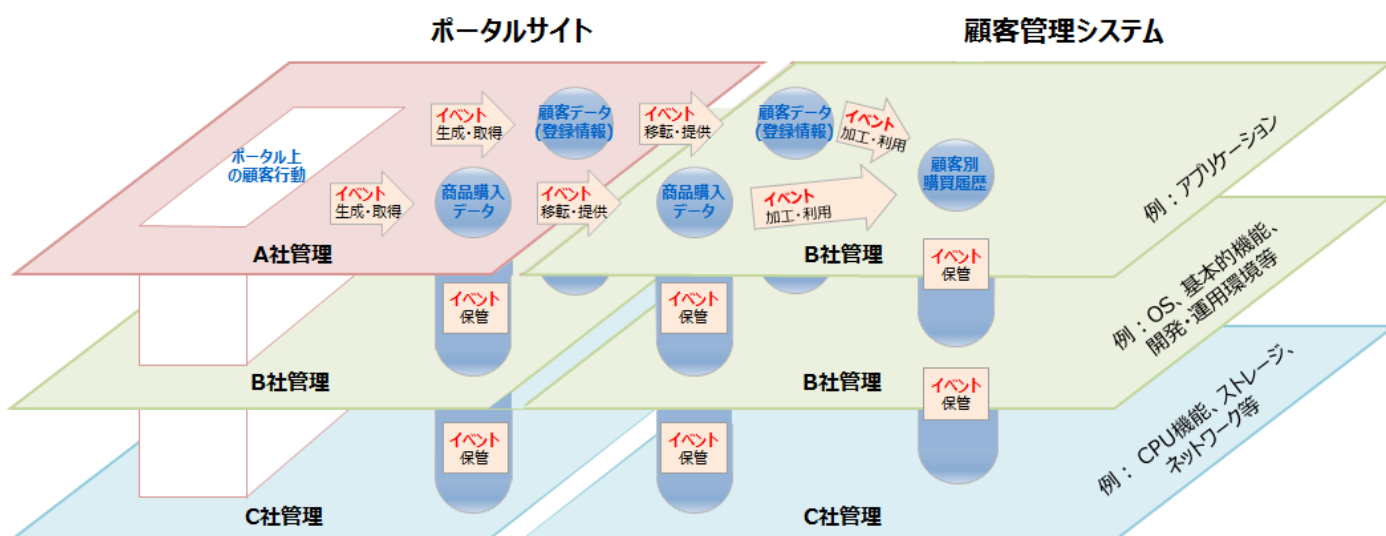 ポータルサイト
顧客管理システム
イベント
生成・取得
顧客データ
(登録情報)
イベント
移転・提供
顧客データ
(登録情報)
イベント
加工・利用
ポータル上
の顧客行動
イベント
生成・取得
商品購入
データ
イベント
移転・提供
商品購入
データ
イベント
加工・利用
顧客別
購買履歴
例：アプリケーション
A社管理
B社管理
イベント
保管
イベント
保管
イベント
保管
例：OS、基本的機能、
開発・運用環境等
B社管理
B社管理
イベント
保管
イベント
保管
イベント
保管
例： CPU機能、ストレージ、
ネットワーク等
C社管理
C社管理